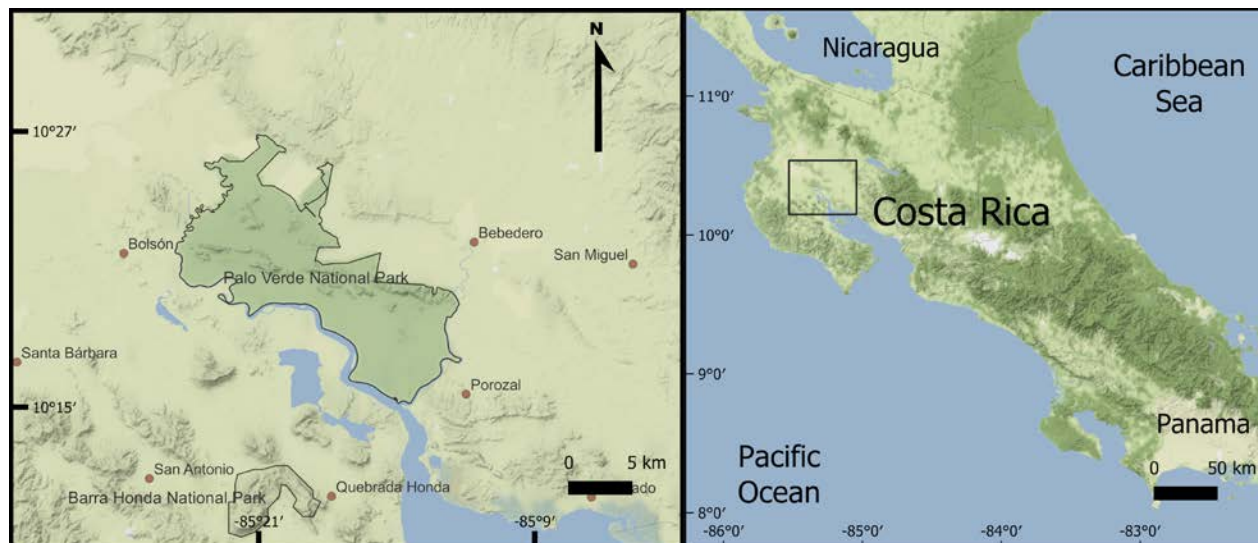 N
10°27'
Bolsón
Bebedero
San Miguel
Palo Verde National Park
Santa Bárbara
Porozal
10°15'
San Antonio
0 5 km
Barra Honda National Park
Quebrada Honda
ado
-85°21'
-85°9'
Nicaragua
Caribbean
Sea
11°0'
Costa Rica
10°0'
9°0'
Panama
Pacific
Ocean
0 50 km
8°0'
-86°0'
-85°0'
-84°0'
-83°0'